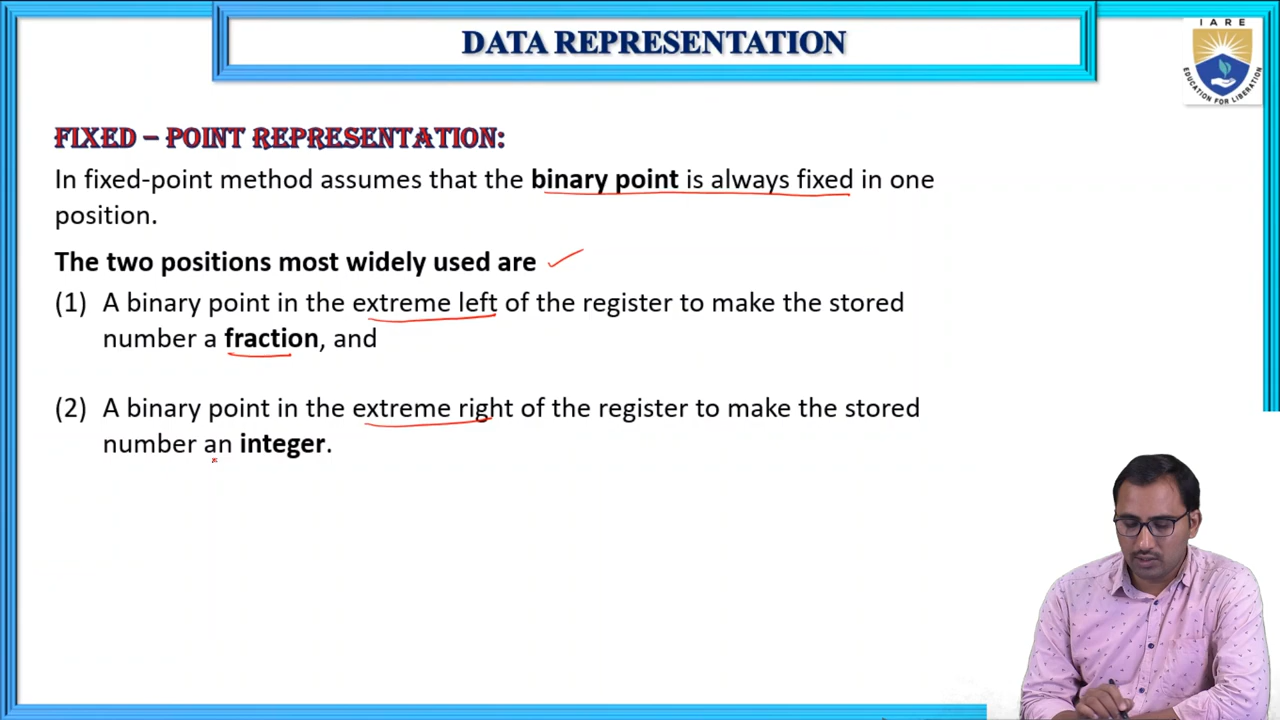 DATA REPRESENTATION
IARE
EDUCATION FOR LIBERATION
FIXED – POINT REPRESENTATION:
In fixed-point method assumes that the binary point is always fixed in one
position.
The two positions most widely used are
(1) A binary point in the extreme left of the register to make the stored
number a fraction, and
(2) A binary point in the extreme right of the register to make the stored
number an integer.